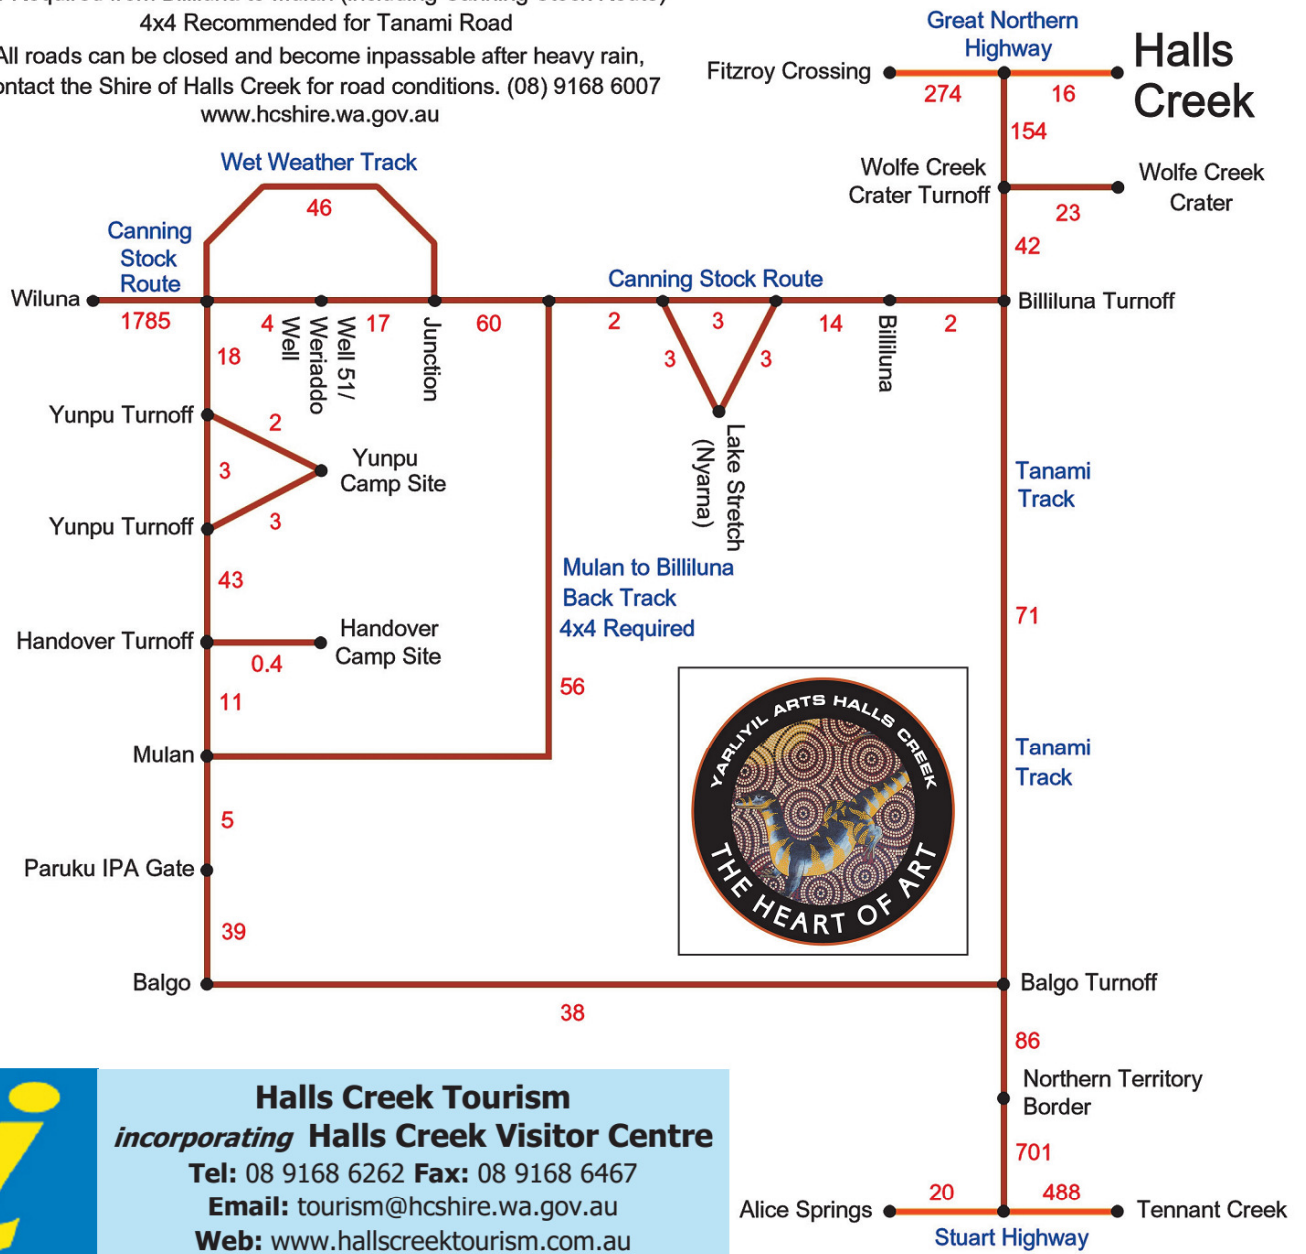 4x4 Recommended for Tanami Road
All roads can be closed and become inpassable after heavy rain,
ontact the Shire of Halls Creek for road conditions. (08) 9168 6007
www.hcshire.wa.gov.au
Great Northern
Highway
Halls
Creek
Fitzroy Crossing
274
16
154
Wet Weather Track
46
Wolfe Creek
Crater Turnoff
Wolfe Creek
Crater
23
42
Canning
Stock
Route
Canning Stock Route
Wiluna
Billiluna Turnoff
1785
4
17
60
2
3
14
2
Well 51/
Weriaddo
Well
Junction
Billiluna
18
3
3
Yunpu Turnoff
2
3
Yunpu
Camp Site
3
Yunpu Turnoff
Lake Stretch
(Nyarna)
Tanami
Track
43
Mulan to Billiluna
Back Track
4x4 Required
71
Handover Turnoff
Handover
Camp Site
0.4
11
56
Mulan
Tanami
Track
YARLIYIL ARTS HALLS CREEK
THE HEART OF ART
5
Paruku IPA Gate
39
Balgo
Balgo Turnoff
38
86
Northern Territory
Border
701
Alice Springs
20
488
Tennant Creek
Stuart Highway
i
Halls Creek Tourism
incorporating Halls Creek Visitor Centre
Tel: 08 9168 6262 Fax: 08 9168 6467
Email: tourism@hcshire.wa.gov.au
Web: www.hallscreektourism.com.au